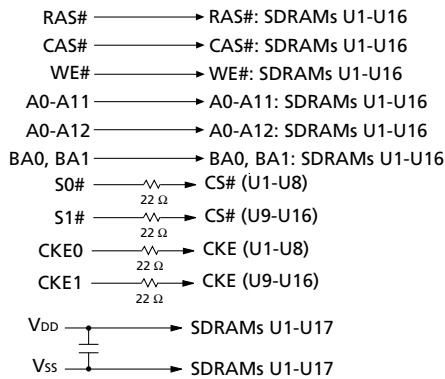 RAS# RAS#: SDRAMs U1-U16
CAS# CAS#: SDRAMs U1-U16
WE# WE#: SDRAMs U1-U16
A0-A11 A0-A11: SDRAMs U1-U16
A0-A12 A0-A12: SDRAMs U1-U16
BA0, BA1 BA0, BA1: SDRAMs U1-U16
S0# CS# (U1-U8)
22 Ω
S1# CS# (U9-U16)
22 Ω
CKE0 CKE (U1-U8)
22 Ω
CKE1 CKE (U9-U16)
22 Ω
VDD SDRAMs U1-U17
VSS SDRAMs U1-U17